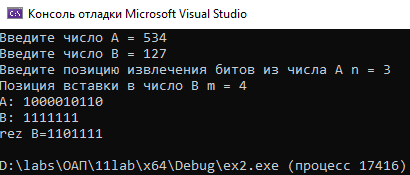 Консоль отладки Microsoft Visual Studio
Введите число A = 534
Введите число B = 127
Введите позицию извлечения битов из числа A n = 3
Позиция вставки в число B m = 4
A: 1000010110
B: 1111111
rez B=1101111
D:\labs\ОАП\11lab\x64\Debug\ex2.exe (процесс 17416)